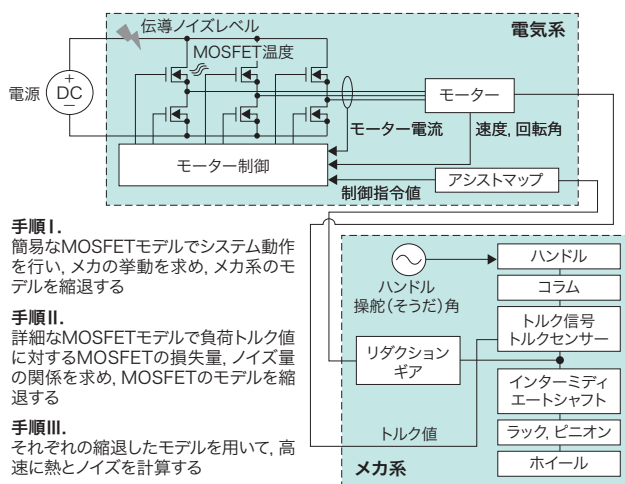 伝導ノイズレベル
電気系
MOSFET温度
電源
DC
モーター
モーター電流
速度, 回転角
モーター制御
アシストマップ
制御指令値
手順I.
簡易なMOSFETモデルでシステム動作
を行い, メカの挙動を求め, メカ系のモ
デルを縮退する
手順II.
詳細なMOSFETモデルで負荷トルク値
に対するMOSFETの損失量, ノイズ量
の関係を求め, MOSFETのモデルを縮
退する
手順III.
それぞれの縮退したモデルを用いて, 高
速に熱とノイズを計算する
ハンドル
操舵(そうだ)角
ハンドル
コラム
トルク信号
トルクセンサー
リダクション
ギア
インターミディ
エートシャフト
トルク値
ラック, ピニオン
ホイール
メカ系